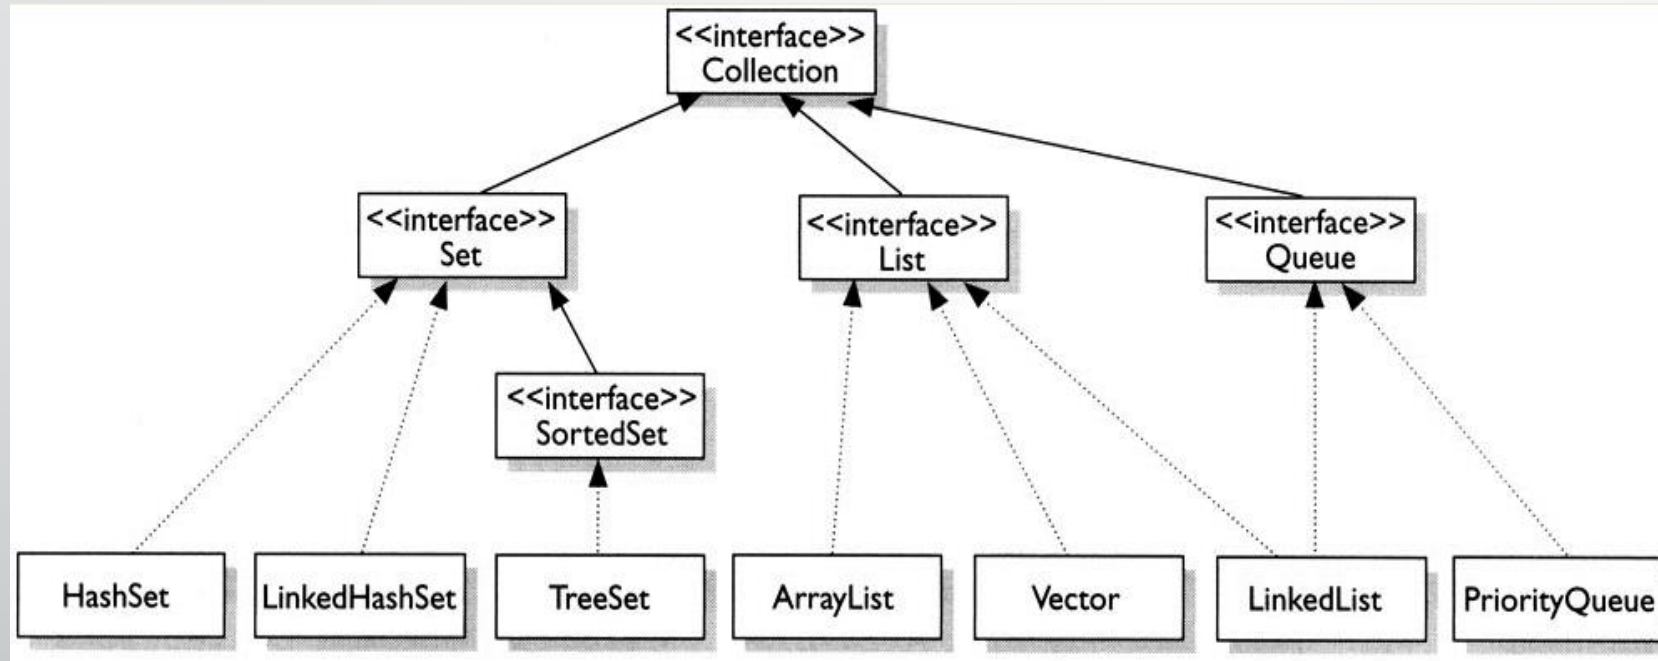 <<interface>>
Collection
<<interface>>
Set
<<interface>>
List
<<interface>>
Queue
<<interface>>
SortedSet
HashSet
LinkedHashSet
TreeSet
ArrayList
Vector
LinkedList
PriorityQueue